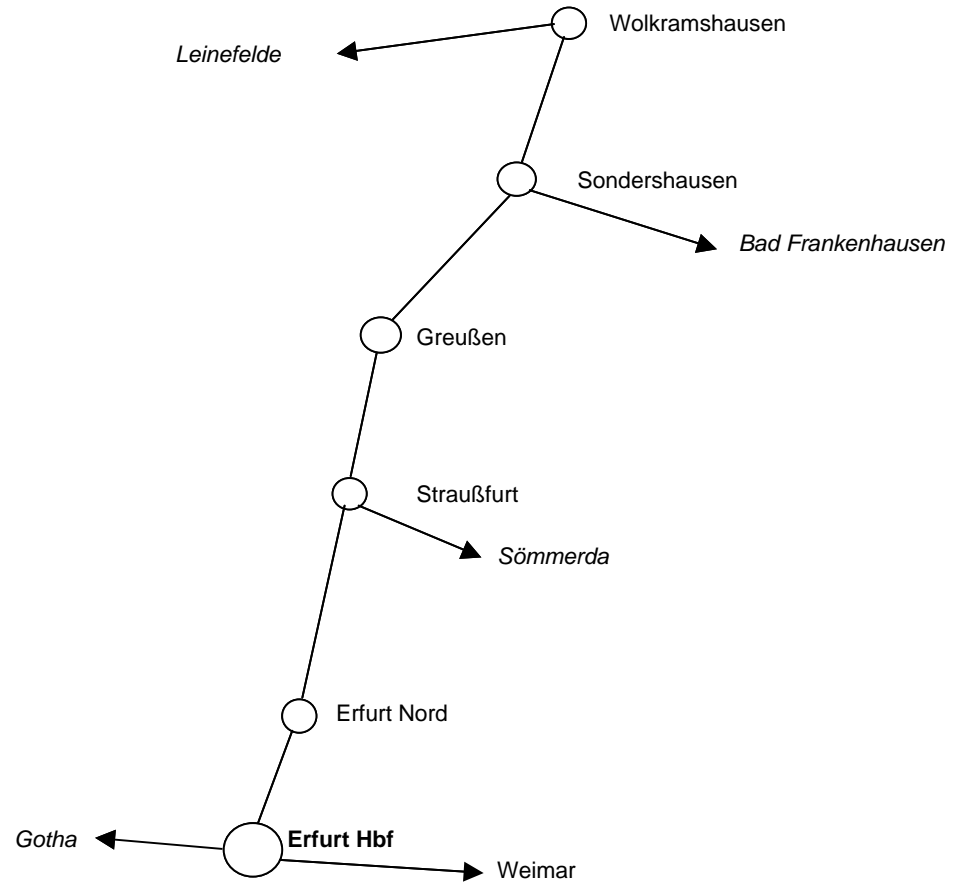 Wolkramshausen
Leinefelde
Sondershausen
Bad Frankenhausen
Greußen
Straußfurt
Sömmerda
Erfurt Nord
Gotha
Erfurt Hbf
Weimar